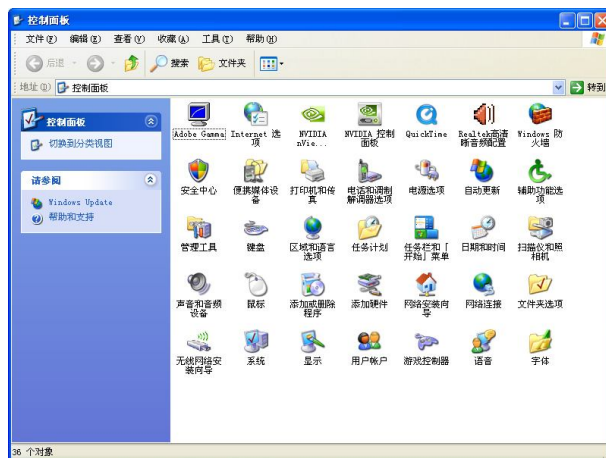 控制面板
文件(F) 编辑(E) 查看(V) 收藏(A) 工具(T) 帮助(H)
后退 搜索 文件夹
地址(D) 控制面板 转到
控制面板
切换到分类视图
请参阅
Windows Update
帮助和支持
Adobe Gamma Internet 选项 NVIDIA nVie... NVIDIA 控制面板 QuickTime Realtek高清晰音频配置 Windows 防火墙
安全中心 便携媒体设备 打印机和传真 电话和调制解调器选项 电源选项 自动更新 辅助功能选项
管理工具 键盘 区域和语言选项 任务计划 任务栏和「开始」菜单 日期和时间 扫描仪和照相机
声音和音频设备 鼠标 添加或删除程序 添加硬件 网络安装向导 网络连接 文件夹选项
无线网络安装向导 系统 显示 用户帐户 游戏控制器 语音 字体
36 个对象